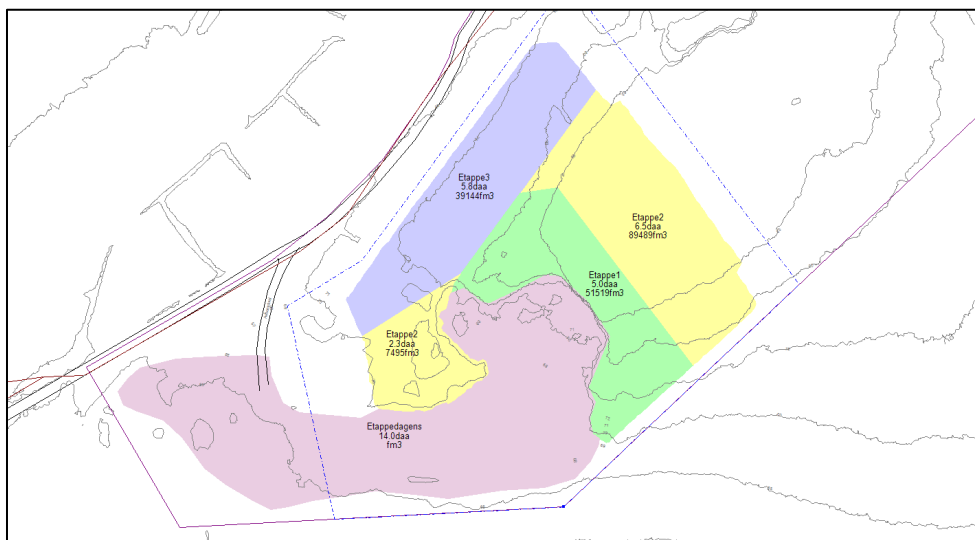 Etappe3
5.8daa
39144fm3
Etappe2
6.5daa
89489fm3
Etappe1
5.0daa
51519fm3
Etappe2
2.3daa
7495fm3
Etappedagens
14.0daa
fm3